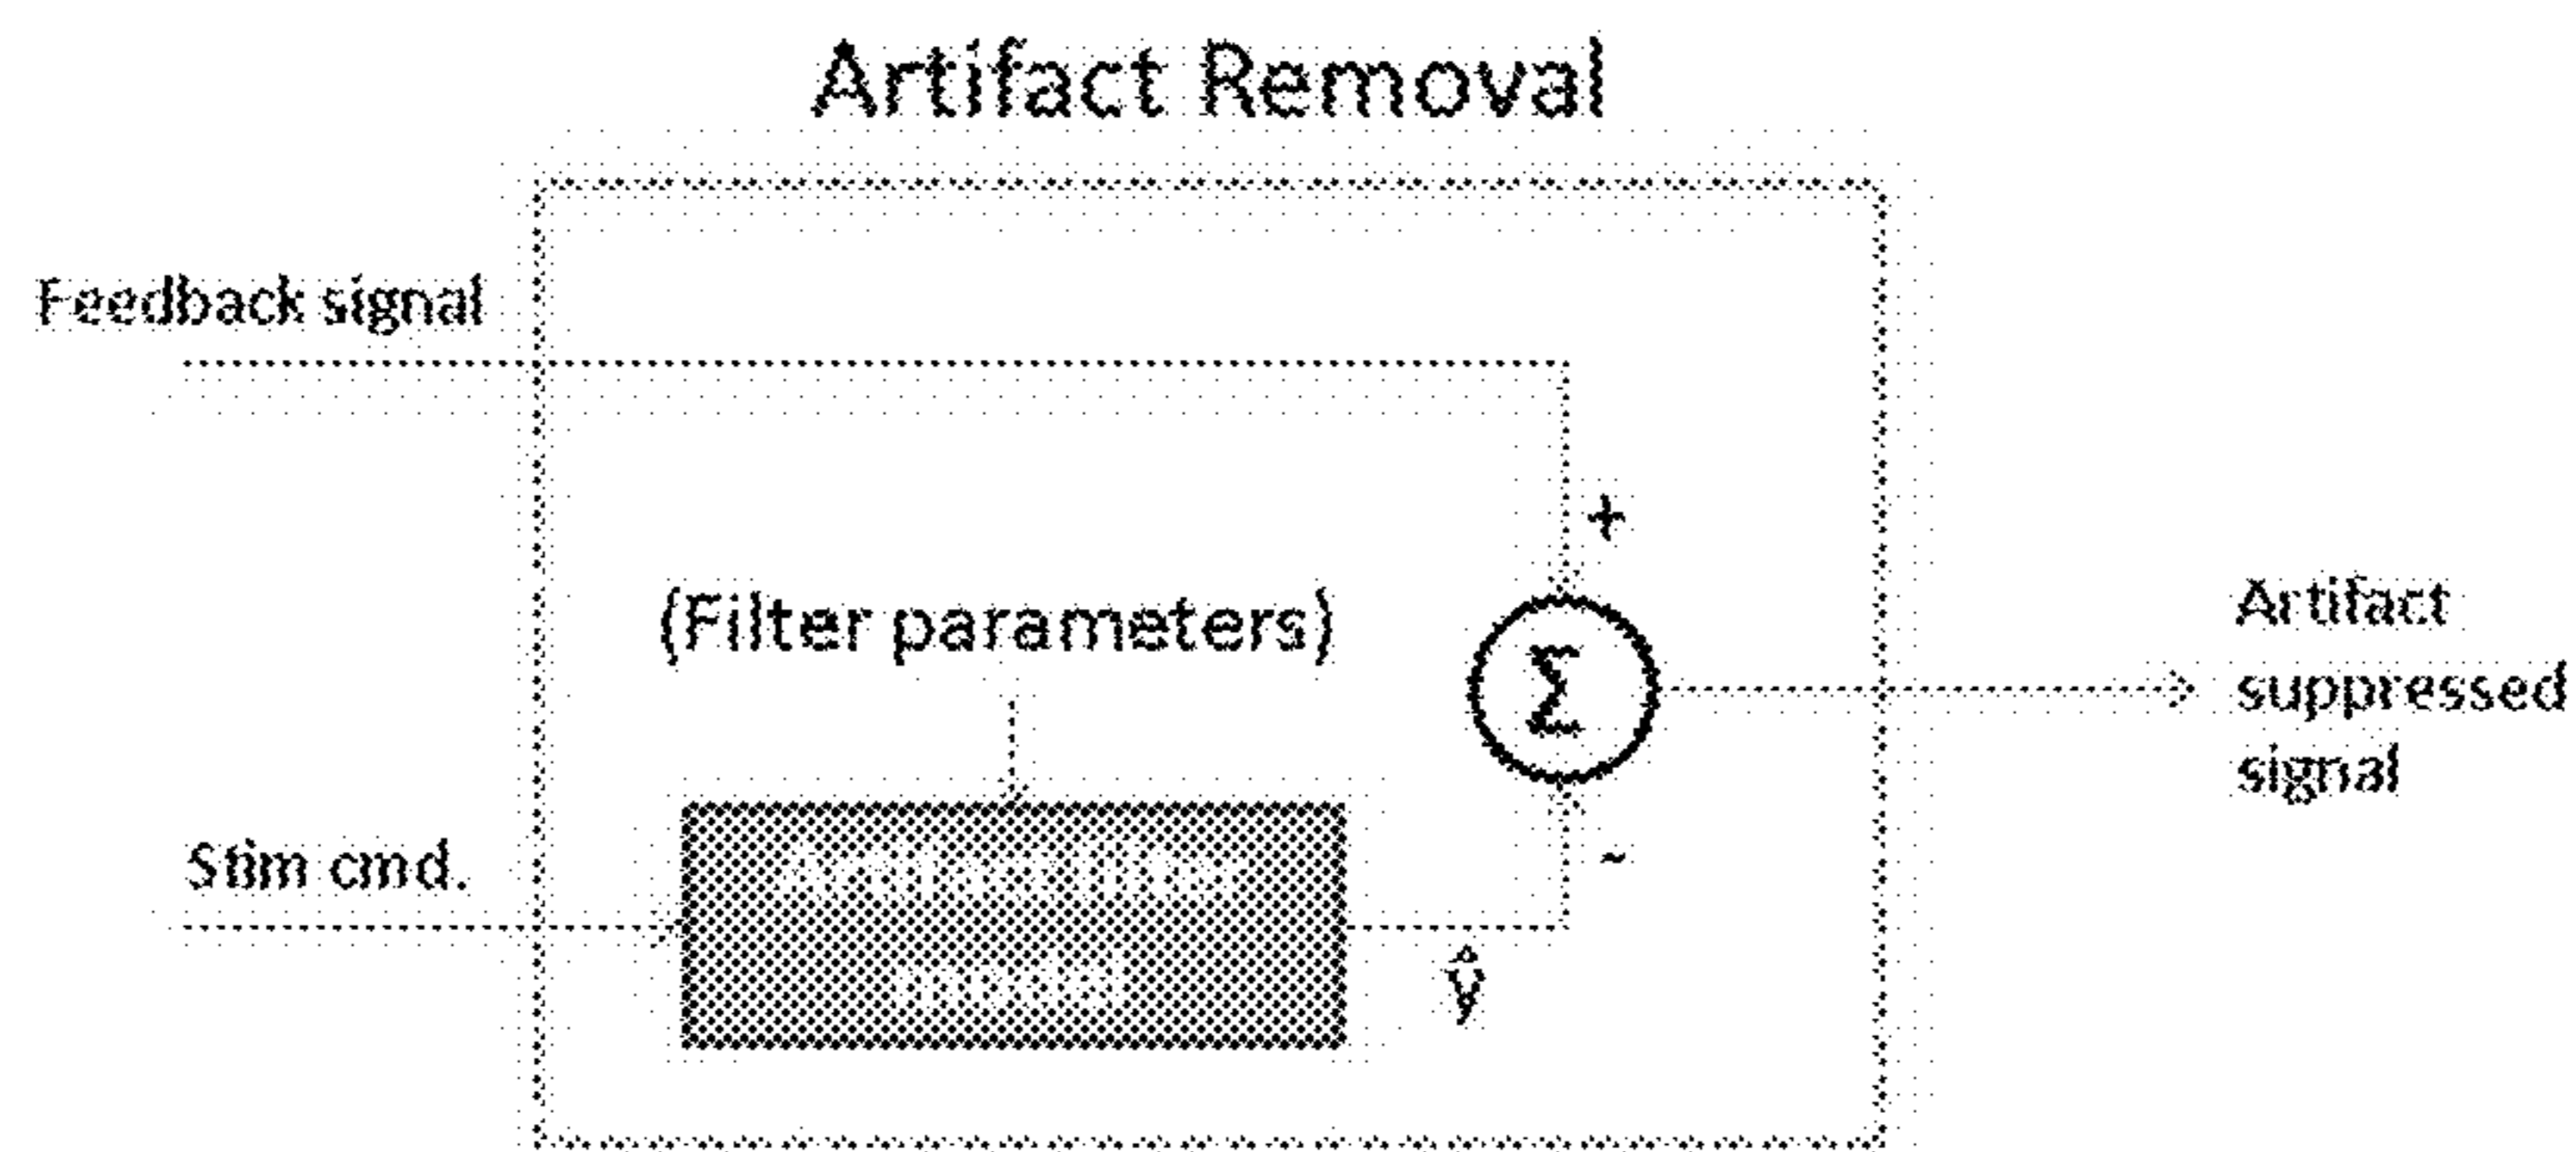 Artifact Removal
Feedback signal
+
(Filter parameters)
Σ
Artifact
suppressed
signal
Stim cmd.
-
ŷ